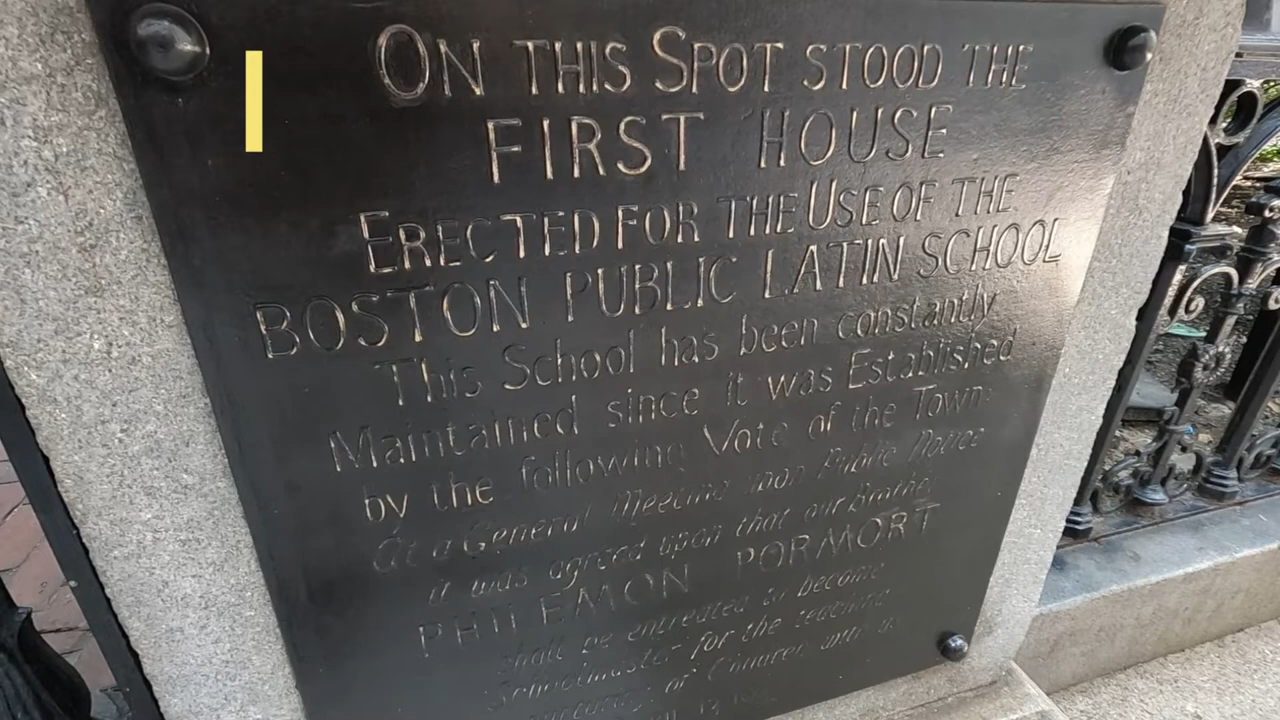 ON THIS SPOT STOOD THE
FIRST HOUSE
ERECTED FOR THE USE OF THE
BOSTON PUBLIC LATIN SCHOOL
This School has been constantly
Maintained since it was Established
by the following Vote of the Town:
At a General Meeting upon Public Notice
it was agreed upon that our Brother
PHILEMON PORMORT
shall be entreated to become
Schoolmaster for the teaching
of